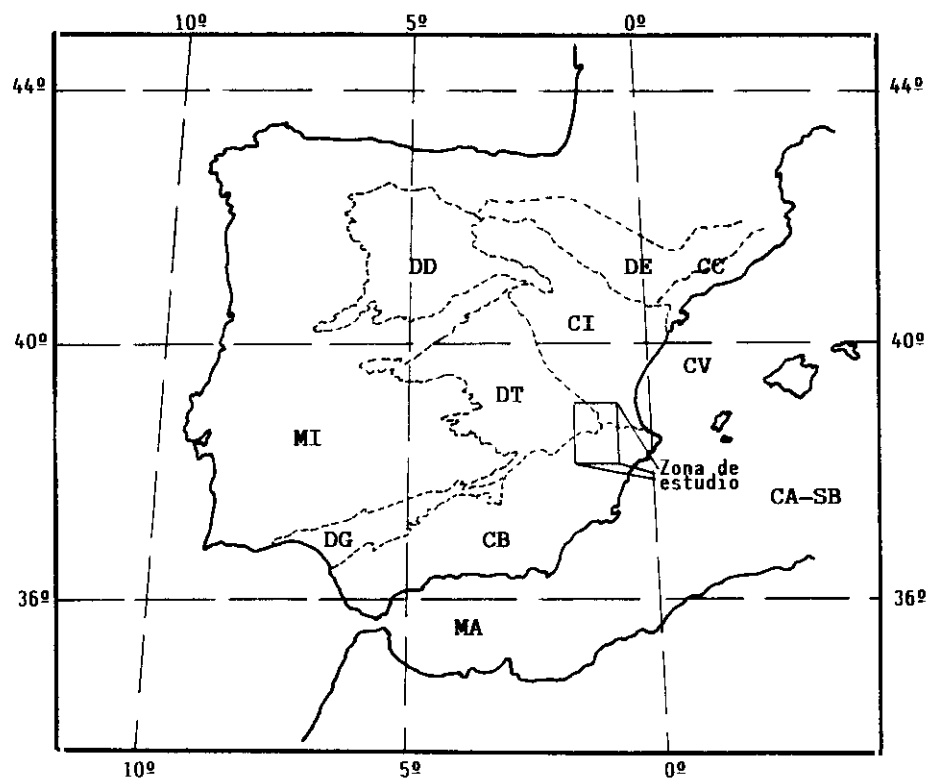 10º 5º 0º
44º 44º
DD DE CC
CI
40º 40º
CV
DT
MI
Zona de
estudio
CA-SB
DG CB
36º 36º
MA
10º 5º 0º